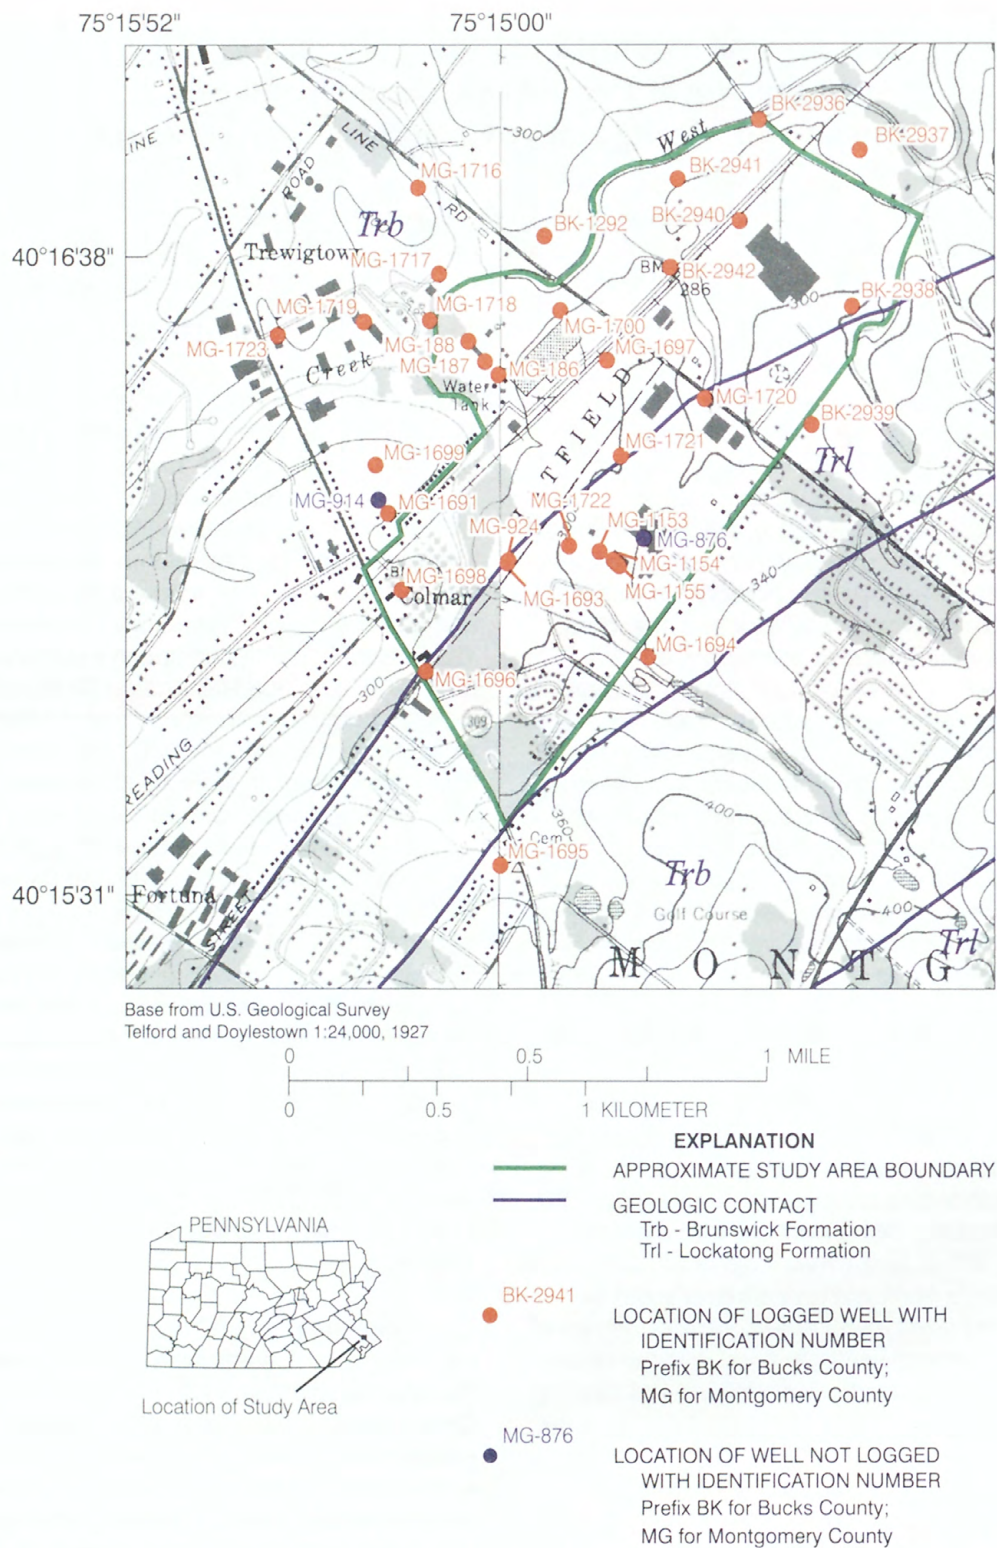 75°15'52" 75°15'00"
BK-2936
300
LINE
West
BK-2937
LINE
ROAD
BK-2941
MG-1716
RD
BK-2940
Trb
BK-1292
40°16'38"
Trewigtow
MG-1717
BM
BK-2942
286
300
BK-2938
MG-1719
MG-1718
MG-1700
MG-1723
MG-188
MG-1697
Creek
MG-187
MG-186
Water
Tank
MG-1720
TFIELD
BK-2939
MG-1721
Trl
MG-1699
MG-914
MG-1691
MG-1722
MG-924
MG-1153
MG-876
MG-1154
340
MG-1698
MG-1155
Colmar
MG-1693
MG-1694
MG-1696
300
309
READING
400
360
Cem
MG-1695
Trb
40°15'31"
Fortuna
STREET
Golf Course
400
Trl
MONTG
Base from U.S. Geological Survey
Telford and Doylestown 1:24,000, 1927
0 0.5 1 MILE
0 0.5 1 KILOMETER
EXPLANATION
APPROXIMATE STUDY AREA BOUNDARY
GEOLOGIC CONTACT
Trb - Brunswick Formation
Trl - Lockatong Formation
PENNSYLVANIA
Location of Study Area
BK-2941
LOCATION OF LOGGED WELL WITH
IDENTIFICATION NUMBER
Prefix BK for Bucks County;
MG for Montgomery County
MG-876
LOCATION OF WELL NOT LOGGED
WITH IDENTIFICATION NUMBER
Prefix BK for Bucks County;
MG for Montgomery County